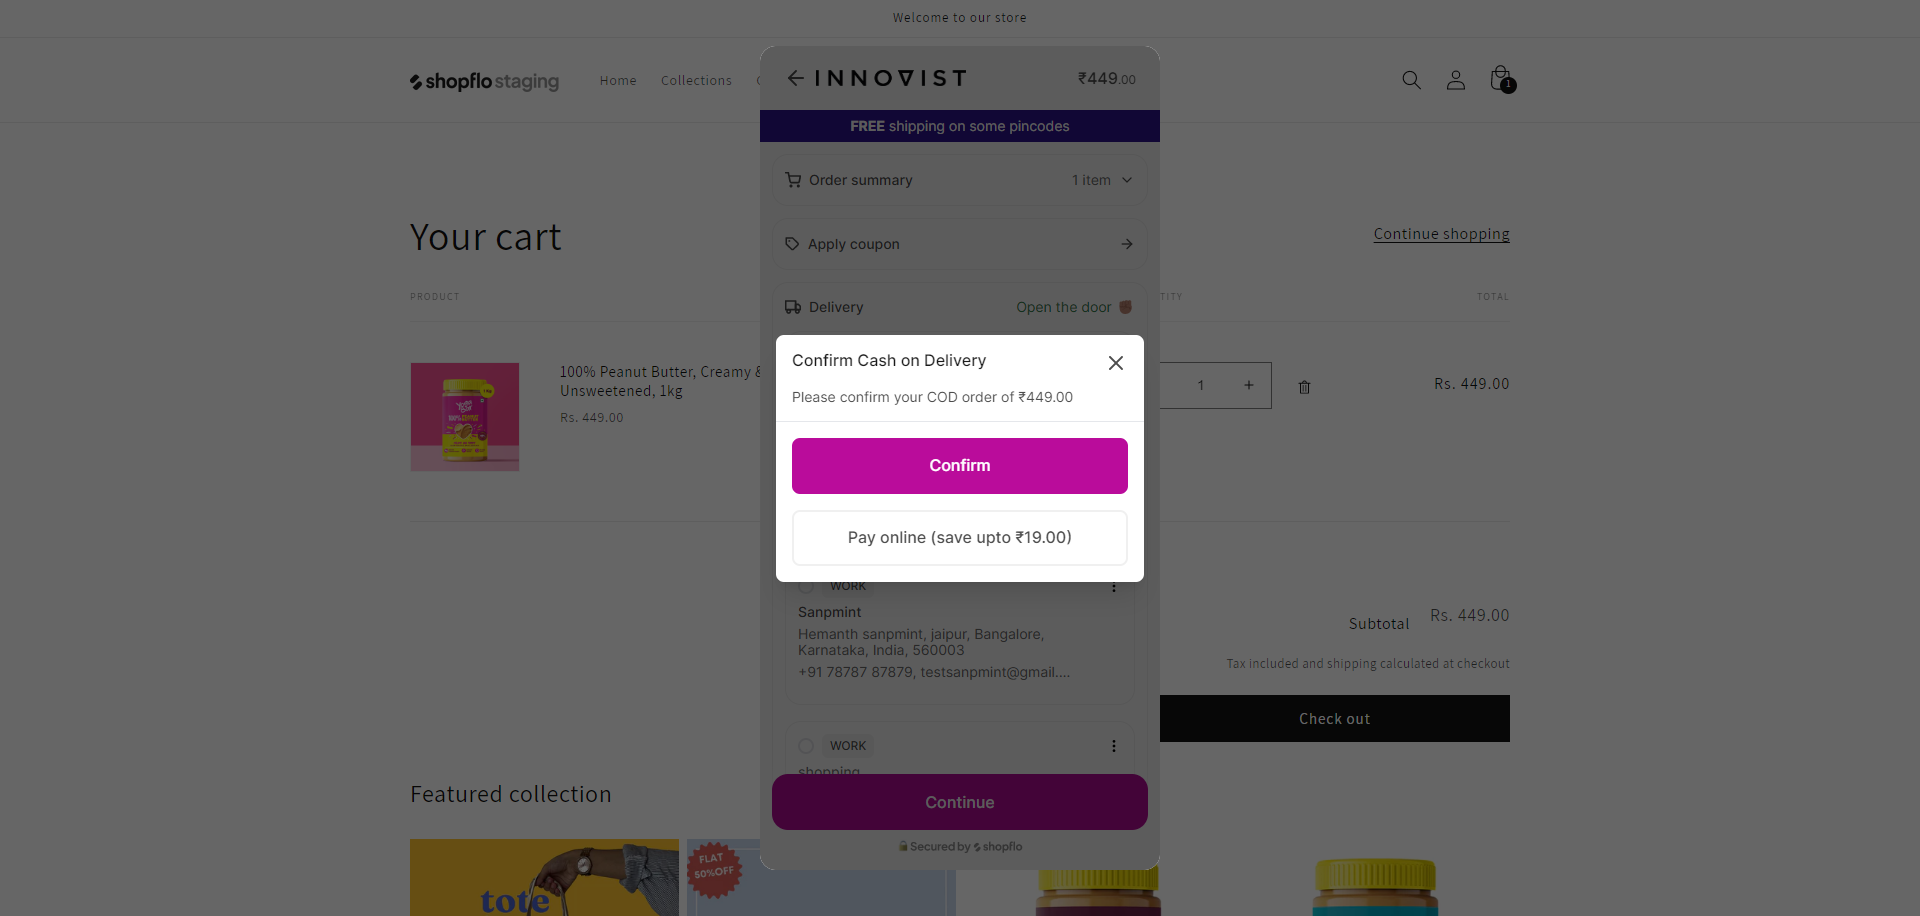 Welcome to our store
shopflo staging
Home
Collections
1
INNOVIST
₹449.00
FREE shipping on some pincodes
Order summary
1 item
Apply coupon
Delivery
Open the door
Your cart
Continue shopping
PRODUCT
TITY
TOTAL
100% Peanut Butter, Creamy &
Unsweetened, 1kg
Rs. 449.00
1
+
Rs. 449.00
Confirm Cash on Delivery
Please confirm your COD order of ₹449.00
Confirm
Pay online (save upto ₹19.00)
WORK
Sanpmint
Hemanth sanpmint, jaipur, Bangalore,
Karnataka, India, 560003
+91 78787 87879, testsanpmint@gmail....
WORK
shopping
Continue
Secured by shopflo
Subtotal
Rs. 449.00
Tax included and shipping calculated at checkout
Check out
Featured collection
tote
FLAT
50%OFF